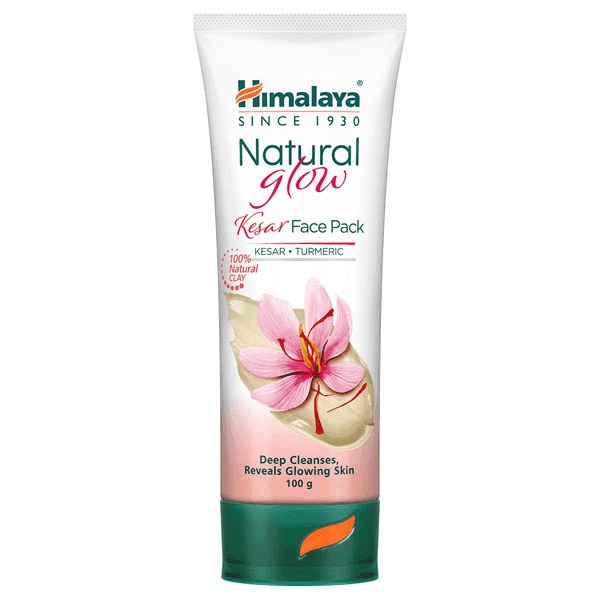 Himalaya®
SINCE 1930
Natural
glow
Kesar Face Pack
KESAR • TURMERIC
100%
Natural
CLAY
Deep Cleanses,
Reveals Glowing Skin
100 g